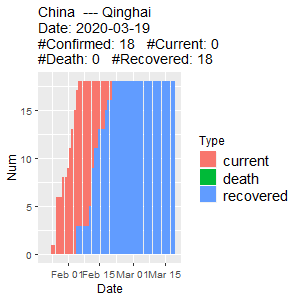 China  --- Qinghai
Date: 2020-03-19
#Confirmed: 18   #Current: 0
#Death: 0   #Recovered: 18
Type
current
death
recovered
Num
15
10
5
0
Feb 01 Feb 15 Mar 01 Mar 15
Date